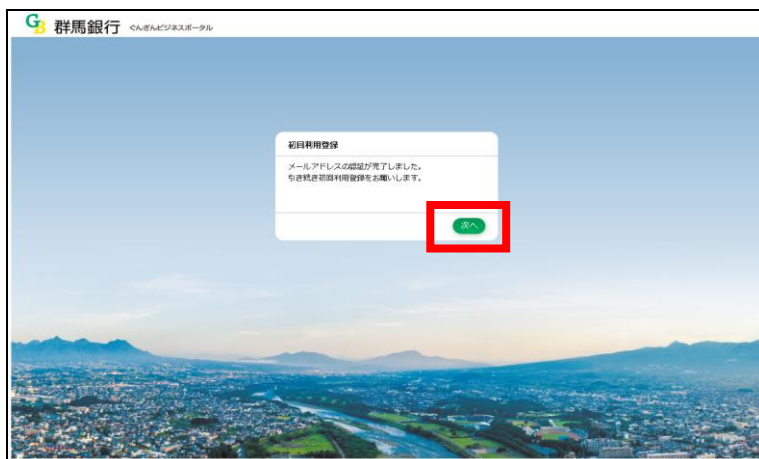 GB 群馬銀行 ぐんぎんビジネスポータル
初回利用登録
メールアドレスの認証が完了しました。
引き続き初回利用登録をお願いします。
次へ